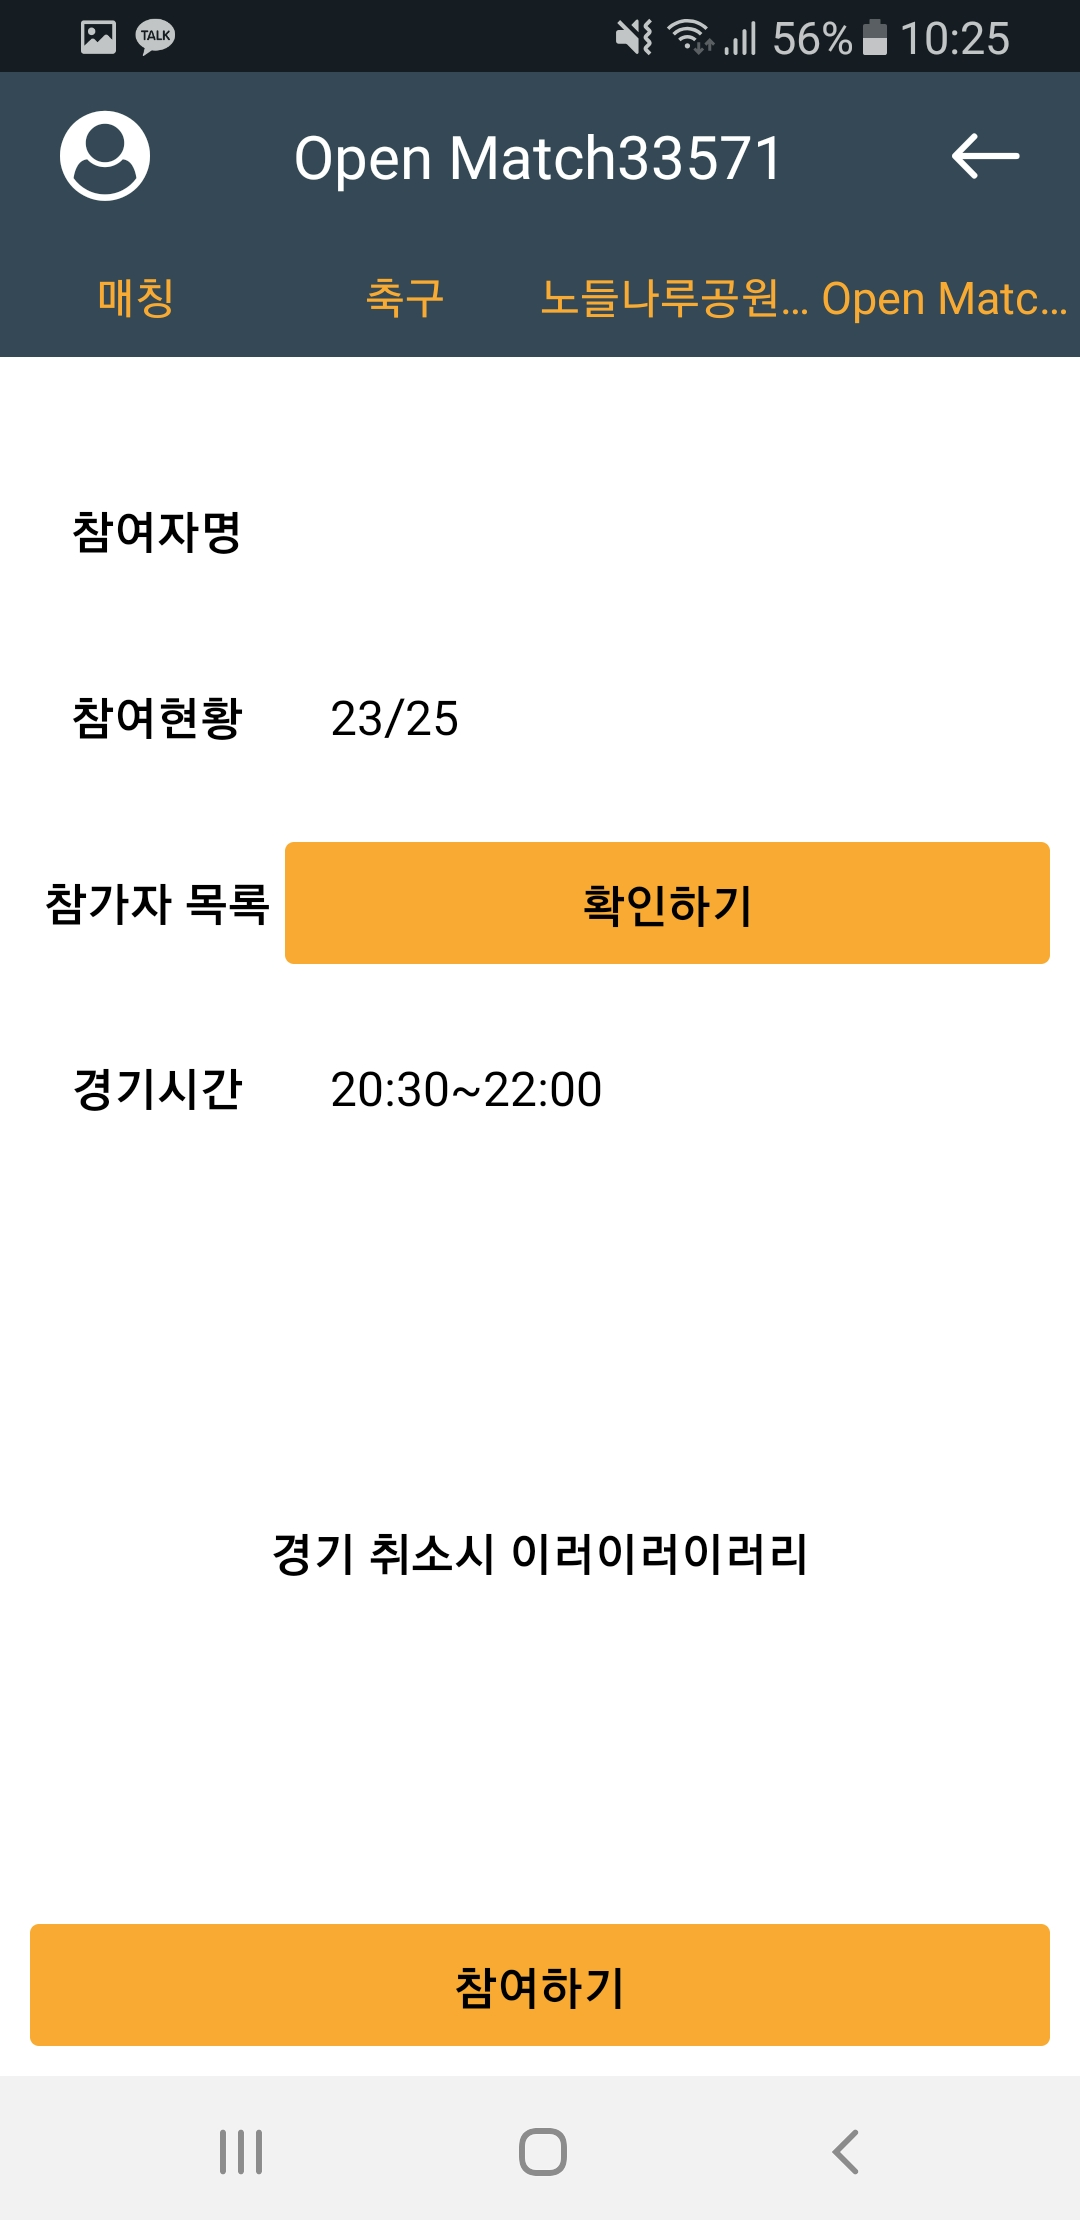 TALK 56% 10:25
Open Match33571
매칭 축구 노들나루공원... Open Matc...
참여자명
참여현황 23/25
참가자 목록 확인하기
경기시간 20:30~22:00
경기 취소시 이러이러이러리
참여하기